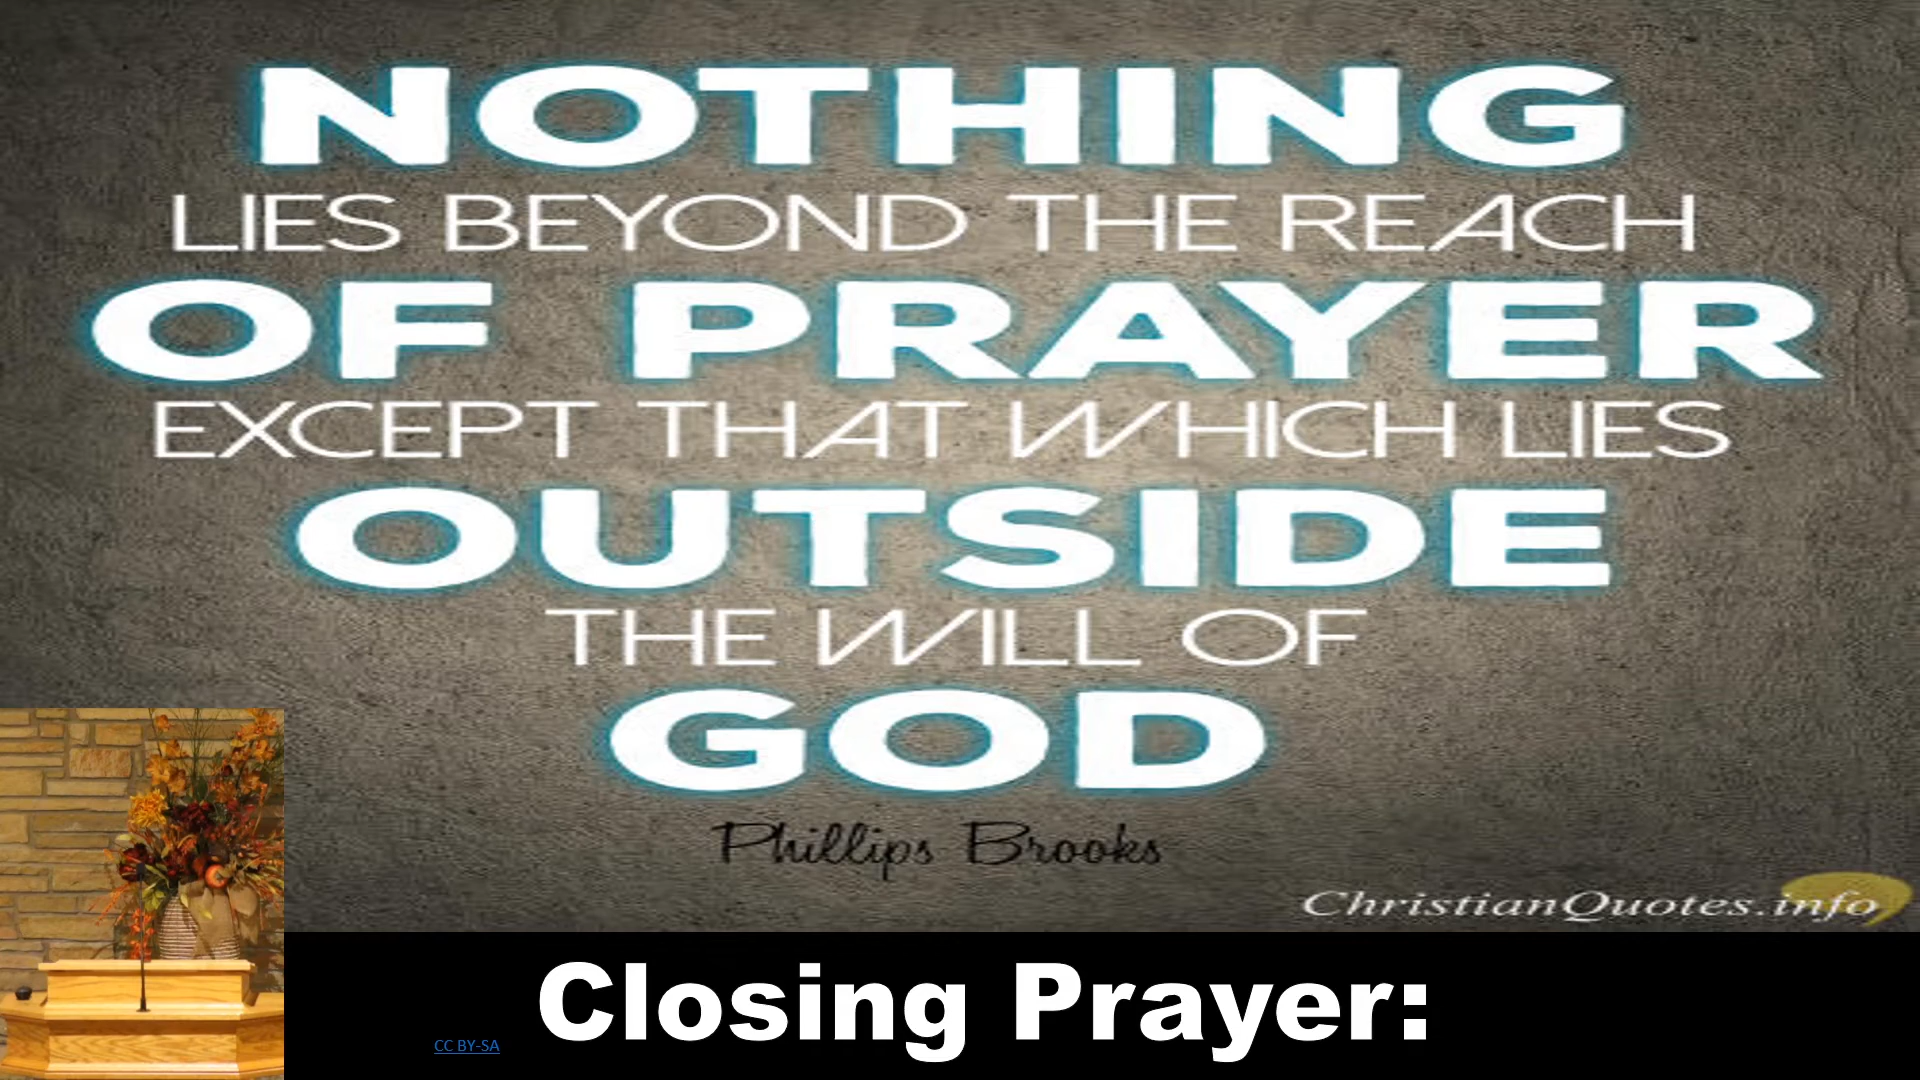 NOTHING
LIES BEYOND THE REACH
OF PRAYER
EXCEPT THAT WHICH LIES
OUTSIDE
THE WILL OF
GOD
Phillips Brooks
ChristianQuotes.info
Closing Prayer:
CC BY-SA